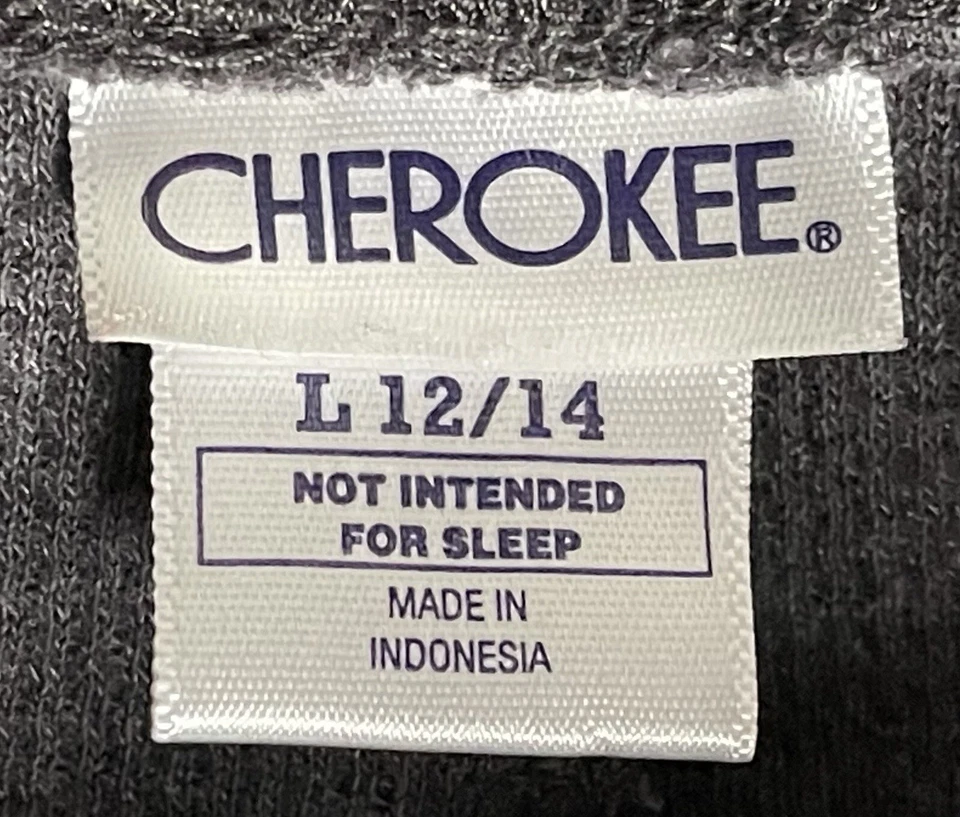 CHEROKEE®
L 12/14
NOT INTENDED
FOR SLEEP
MADE IN
INDONESIA